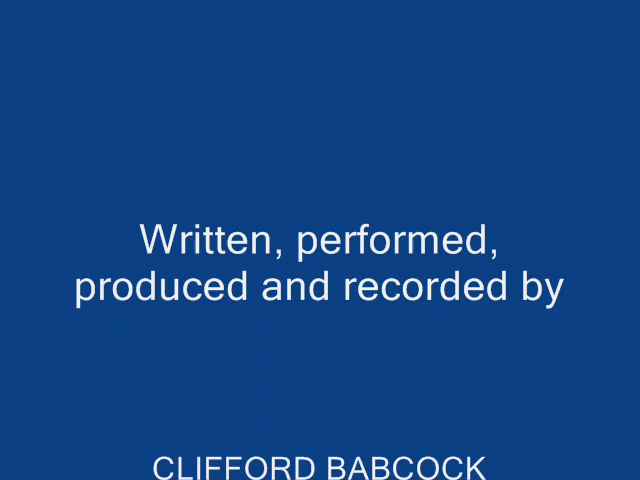 Written, performed,
produced and recorded by
CLIFFORD BABCOCK